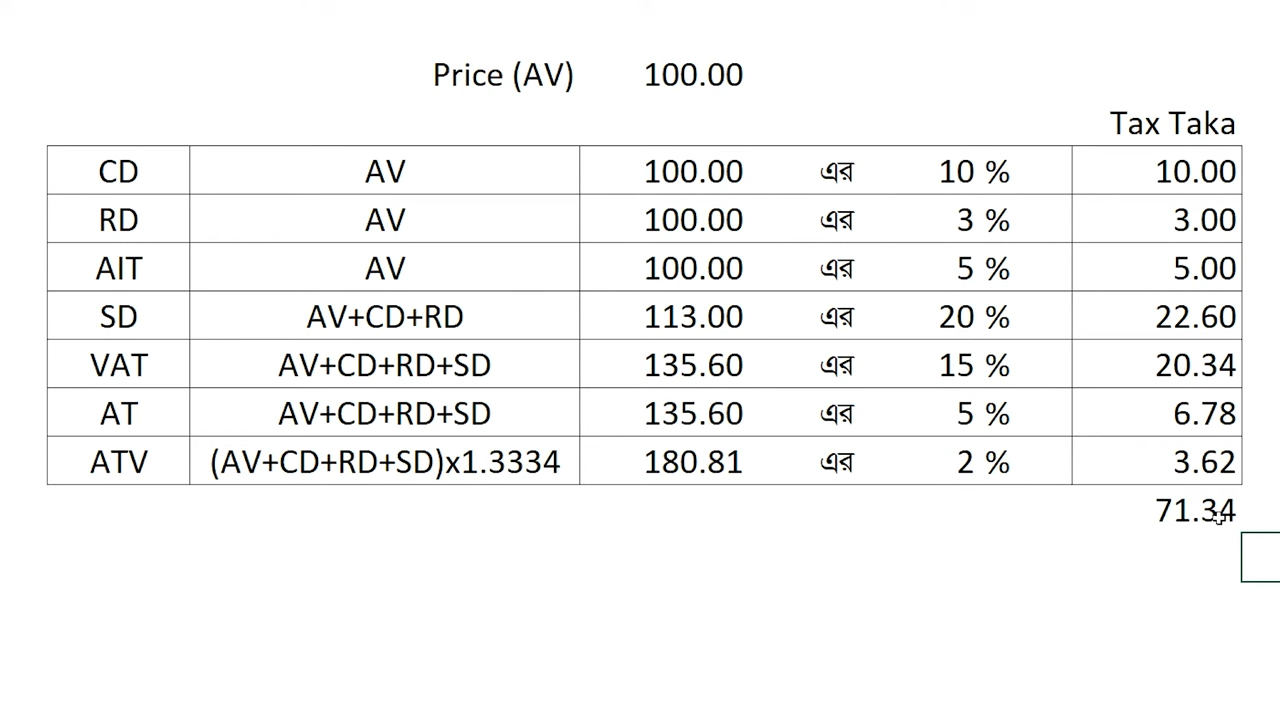 Price (AV) 100.00
Tax Taka
CD AV 100.00 এর 10 % 10.00
RD AV 100.00 এর 3 % 3.00
AIT AV 100.00 এর 5 % 5.00
SD AV+CD+RD 113.00 এর 20 % 22.60
VAT AV+CD+RD+SD 135.60 এর 15 % 20.34
AT AV+CD+RD+SD 135.60 এর 5 % 6.78
ATV (AV+CD+RD+SD)x1.3334 180.81 এর 2 % 3.62
71.34